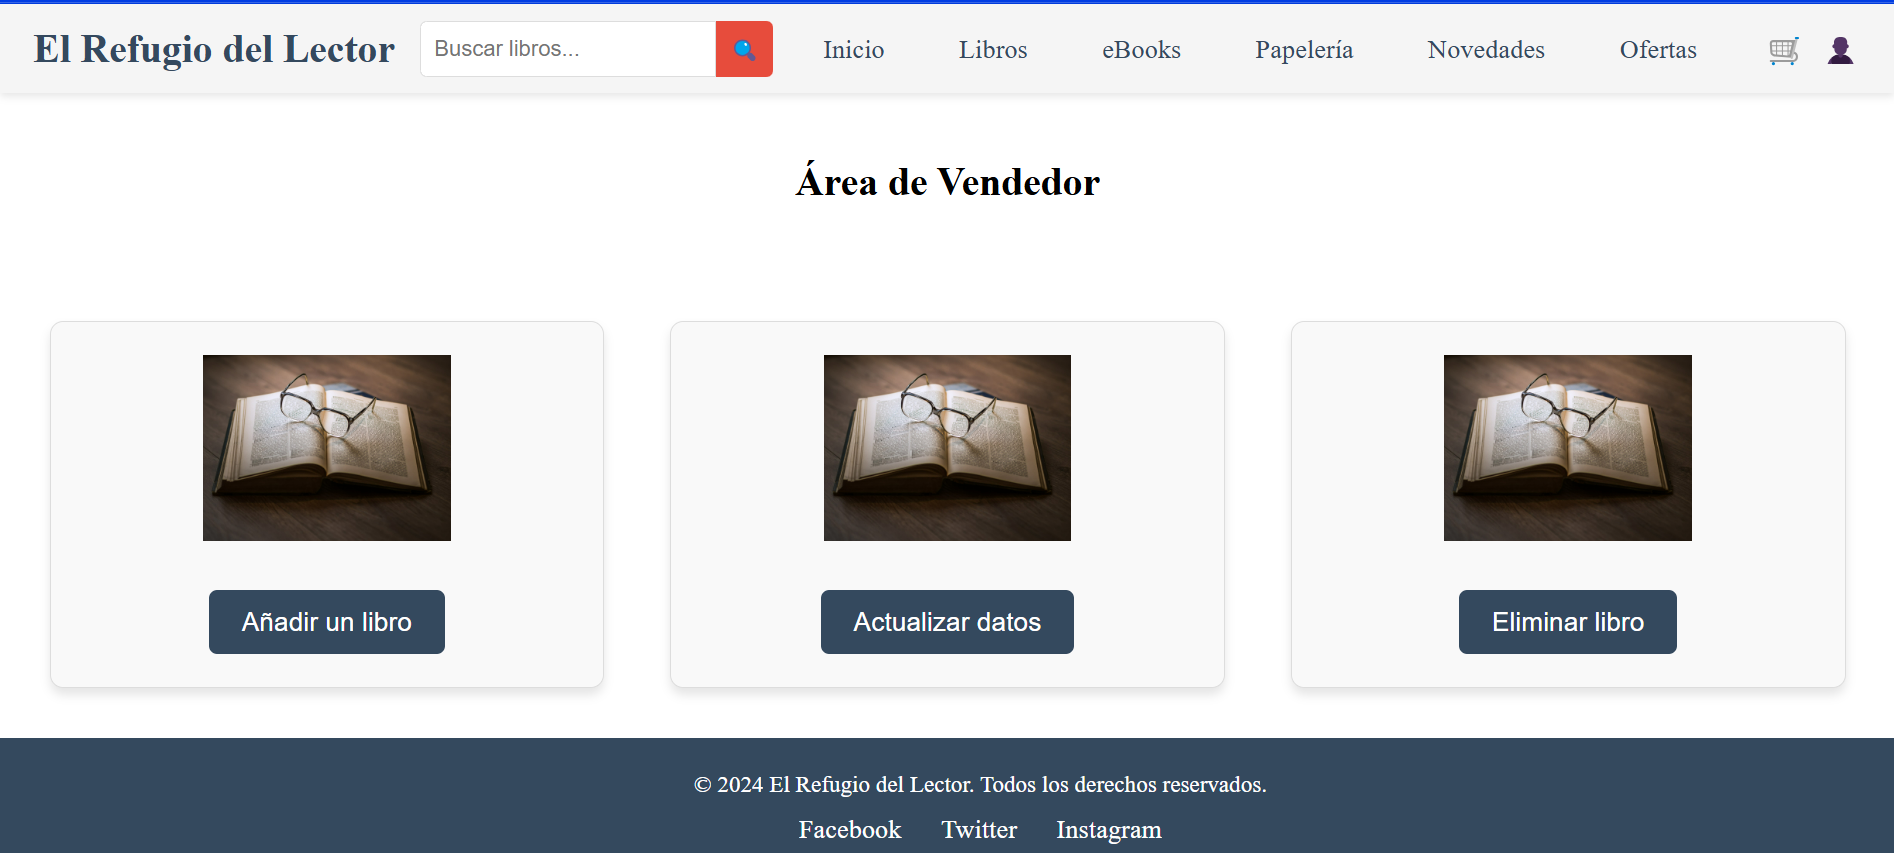 El Refugio del Lector
Buscar libros...
Inicio
Libros
eBooks
Papelería
Novedades
Ofertas
Área de Vendedor
Añadir un libro
Actualizar datos
Eliminar libro
© 2024 El Refugio del Lector. Todos los derechos reservados.
Facebook Twitter Instagram